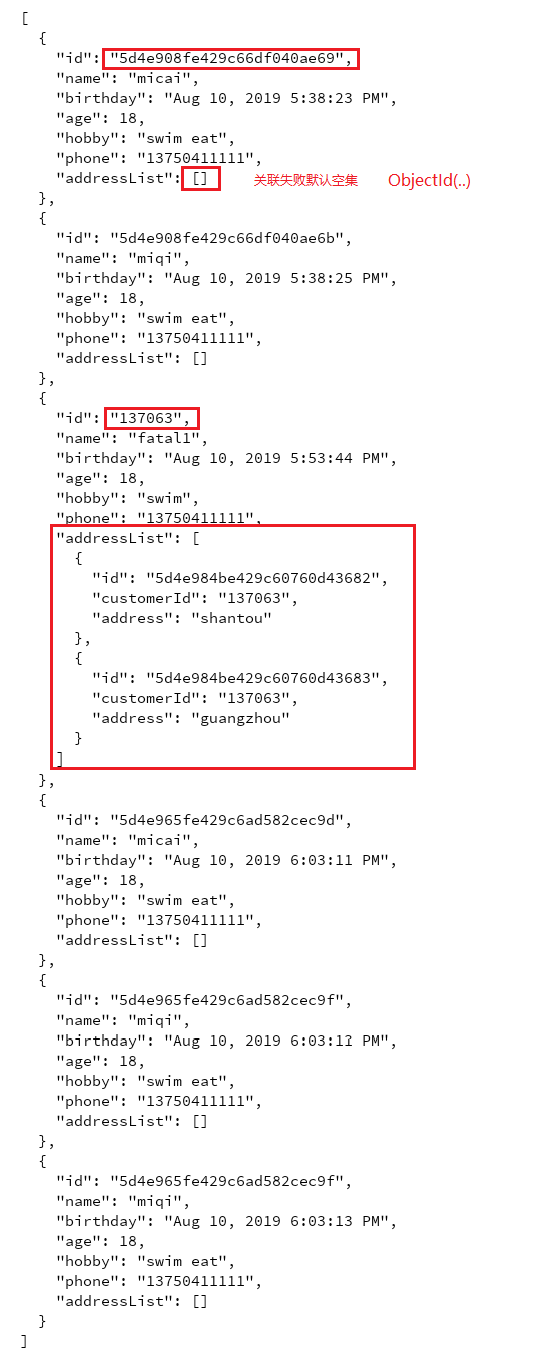 [
  {
    "id": "5d4e908fe429c66df040ae69",
    "name": "micai",
    "birthday": "Aug 10, 2019 5:38:23 PM",
    "age": 18,
    "hobby": "swim eat",
    "phone": "13750411111",
    "addressList": [] 关联失败默认空集 ObjectId(..)
  },
  {
    "id": "5d4e908fe429c66df040ae6b",
    "name": "miqi",
    "birthday": "Aug 10, 2019 5:38:25 PM",
    "age": 18,
    "hobby": "swim eat",
    "phone": "13750411111",
    "addressList": []
  },
  {
    "id": "137063",
    "name": "fatal1",
    "birthday": "Aug 10, 2019 5:53:44 PM",
    "age": 18,
    "hobby": "swim",
    "phone": "13750411111",
    "addressList": [
      {
        "id": "5d4e984be429c60760d43682",
        "customerId": "137063",
        "address": "shantou"
      },
      {
        "id": "5d4e984be429c60760d43683",
        "customerId": "137063",
        "address": "guangzhou"
      }
    ]
  },
  {
    "id": "5d4e965fe429c6ad582cec9d",
    "name": "micai",
    "birthday": "Aug 10, 2019 6:03:11 PM",
    "age": 18,
    "hobby": "swim eat",
    "phone": "13750411111",
    "addressList": []
  },
  {
    "id": "5d4e965fe429c6ad582cec9f",
    "name": "miqi",
    "birthday": "Aug 10, 2019 PM",
    "age": 18,
    "hobby": "swim eat",
    "phone": "13750411111",
    "addressList": []
  },
  {
    "id": "5d4e965fe429c6ad582cec9f",
    "name": "miqi",
    "birthday": "Aug 10, 2019 6:03:13 PM",
    "age": 18,
    "hobby": "swim eat",
    "phone": "13750411111",
    "addressList": []
  }
]